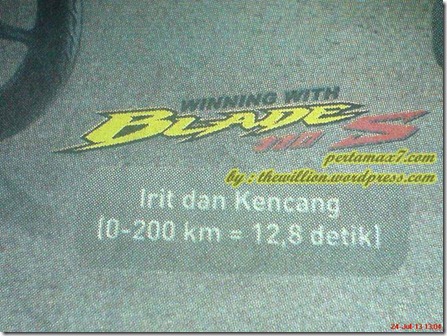 WINNING WITH
BLADE 110 S
pertamax7.com
by : thewillion.wordpress.com
Irit dan Kencang
(0-200 km = 12,8 detik)
24-Jul-13-13:04